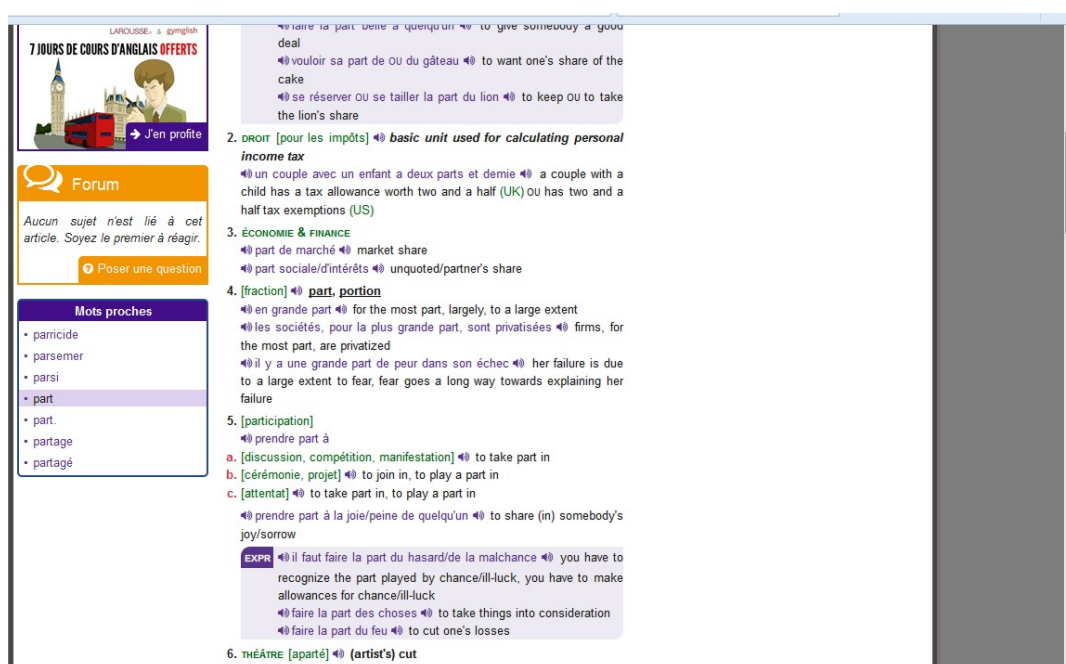 LAROUSSE & gymglish
7 JOURS DE COURS D'ANGLAIS OFFERTS
J'en profite
Forum
Aucun sujet n'est lié à cet
article. Soyez le premier à réagir.
Poser une question
Mots proches
parricide
parsemer
parsi
part
part.
partage
partagé
faire la part belle à quelqu'un to give somebody a good
deal
vouloir sa part de OU du gâteau to want one's share of the
cake
se réserver OU se tailler la part du lion to keep OU to take
the lion's share
2. DROIT [pour les impôts] basic unit used for calculating personal
income tax
un couple avec un enfant a deux parts et demie a couple with a
child has a tax allowance worth two and a half (UK) OU has two and a
half tax exemptions (US)
3. ÉCONOMIE & FINANCE
part de marché market share
part sociale/d'intérêts unquoted/partner's share
4. [fraction] part, portion
en grande part for the most part, largely, to a large extent
les sociétés, pour la plus grande part, sont privatisées firms, for
the most part, are privatized
il y a une grande part de peur dans son échec her failure is due
to a large extent to fear, fear goes a long way towards explaining her
failure
5. [participation]
prendre part à
a. [discussion, compétition, manifestation] to take part in
b. [cérémonie, projet] to join in, to play a part in
c. [attentat] to take part in, to play a part in
prendre part à la joie/peine de quelqu'un to share (in) somebody's
joy/sorrow
EXPR il faut faire la part du hasard/de la malchance you have to
recognize the part played by chance/ill-luck, you have to make
allowances for chance/ill-luck
faire la part des choses to take things into consideration
faire la part du feu to cut one's losses
6. THÉÂTRE [aparté] (artist's) cut